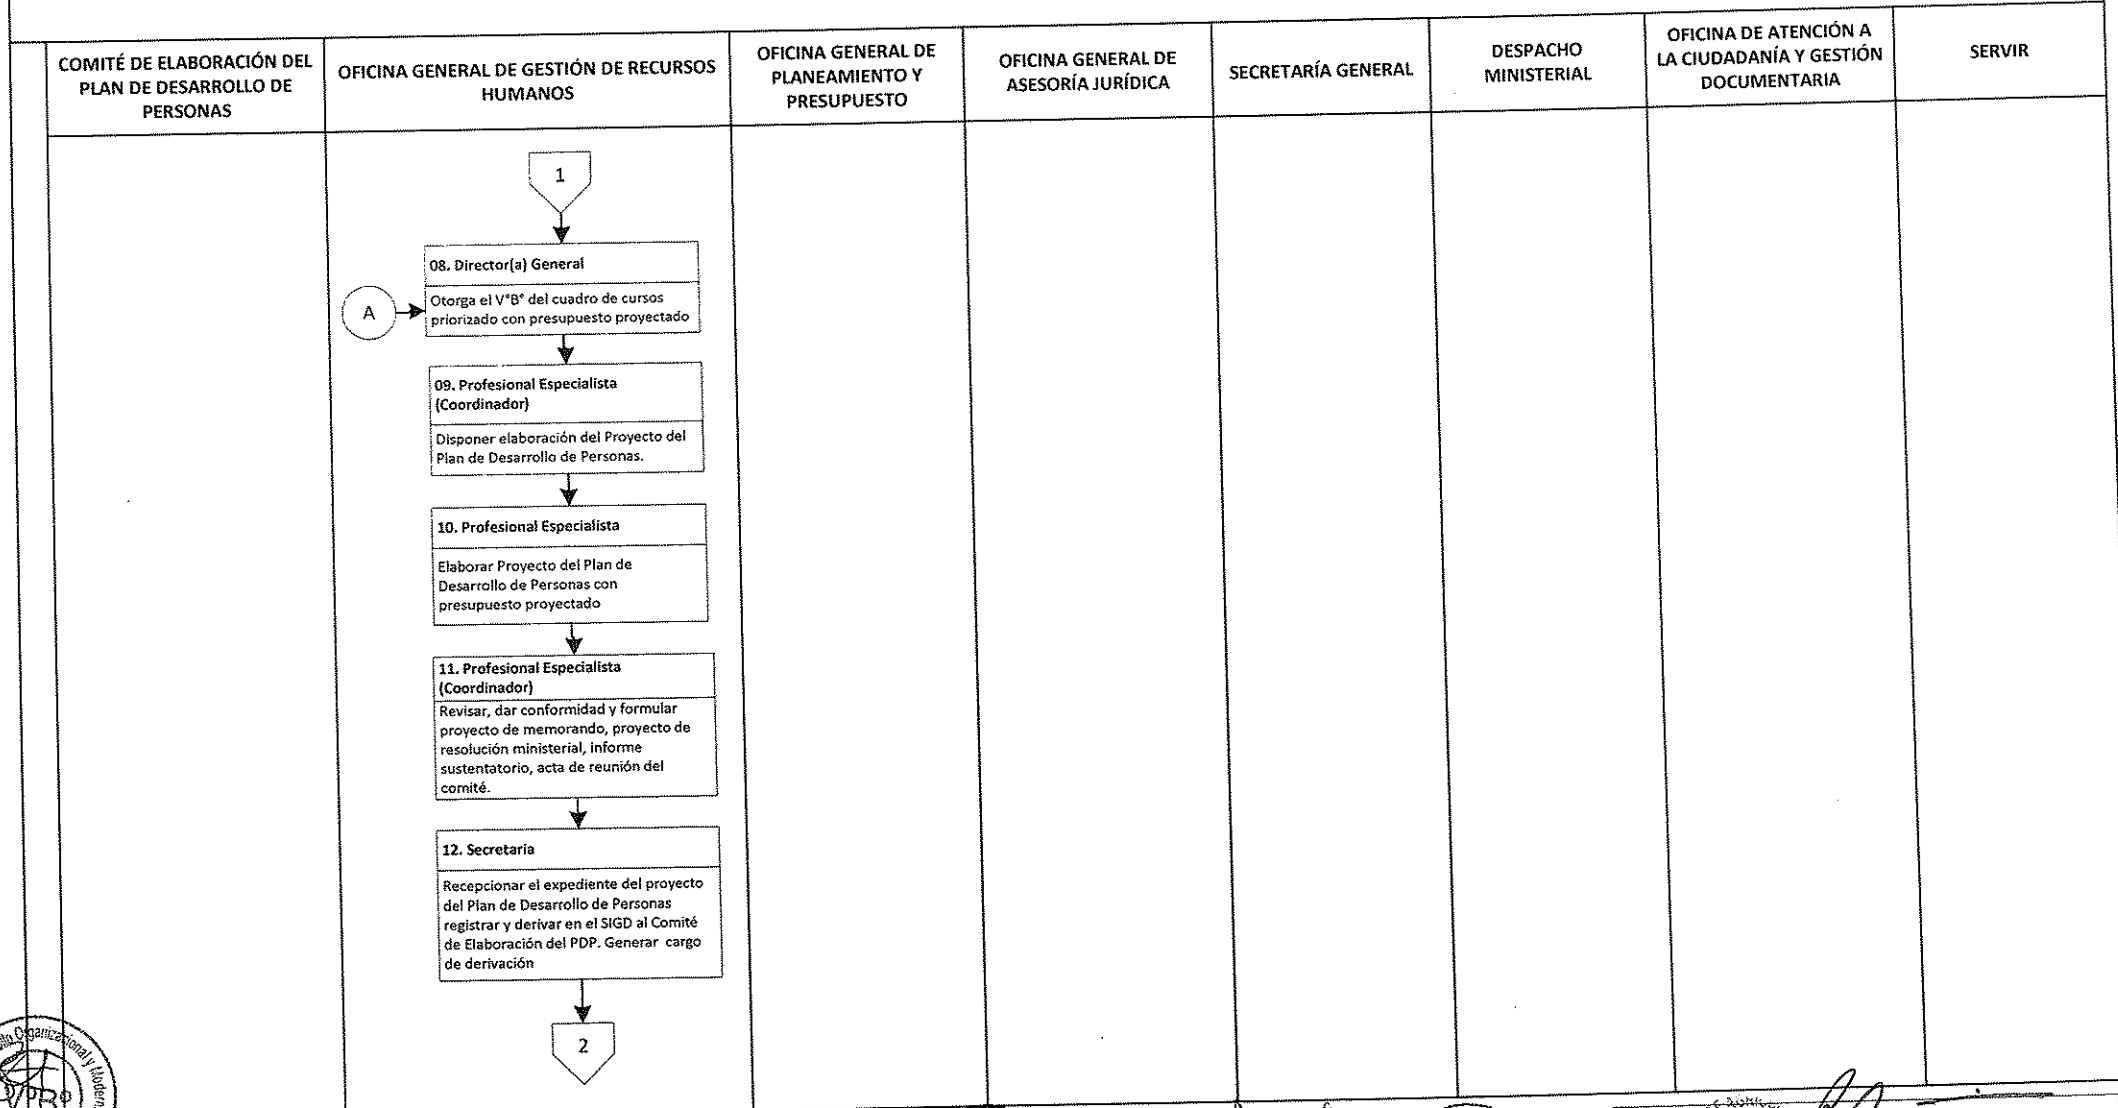 COMITÉ DE ELABORACIÓN DEL
PLAN DE DESARROLLO DE
PERSONAS
OFICINA GENERAL DE GESTIÓN DE RECURSOS
HUMANOS
OFICINA GENERAL DE
PLANEAMIENTO Y
PRESUPUESTO
OFICINA GENERAL DE
ASESORÍA JURÍDICA
SECRETARÍA GENERAL
DESPACHO
MINISTERIAL
OFICINA DE ATENCIÓN A
LA CIUDADANÍA Y GESTIÓN
DOCUMENTARIA
SERVIR
1
08. Director(a) General
A
Otorga el V°B° del cuadro de cursos
priorizado con presupuesto proyectado
09. Profesional Especialista
(Coordinador)
Disponer elaboración del Proyecto del
Plan de Desarrollo de Personas.
10. Profesional Especialista
Elaborar Proyecto del Plan de
Desarrollo de Personas con
presupuesto proyectado
11. Profesional Especialista
(Coordinador)
Revisar, dar conformidad y formular
proyecto de memorando, proyecto de
resolución ministerial, informe
sustentatorio, acta de reunión del
comité.
12. Secretaria
Recepcionar el expediente del proyecto
del Plan de Desarrollo de Personas
registrar y derivar en el SIGD al Comité
de Elaboración del PDP. Generar cargo
de derivación
2
Organizacional y